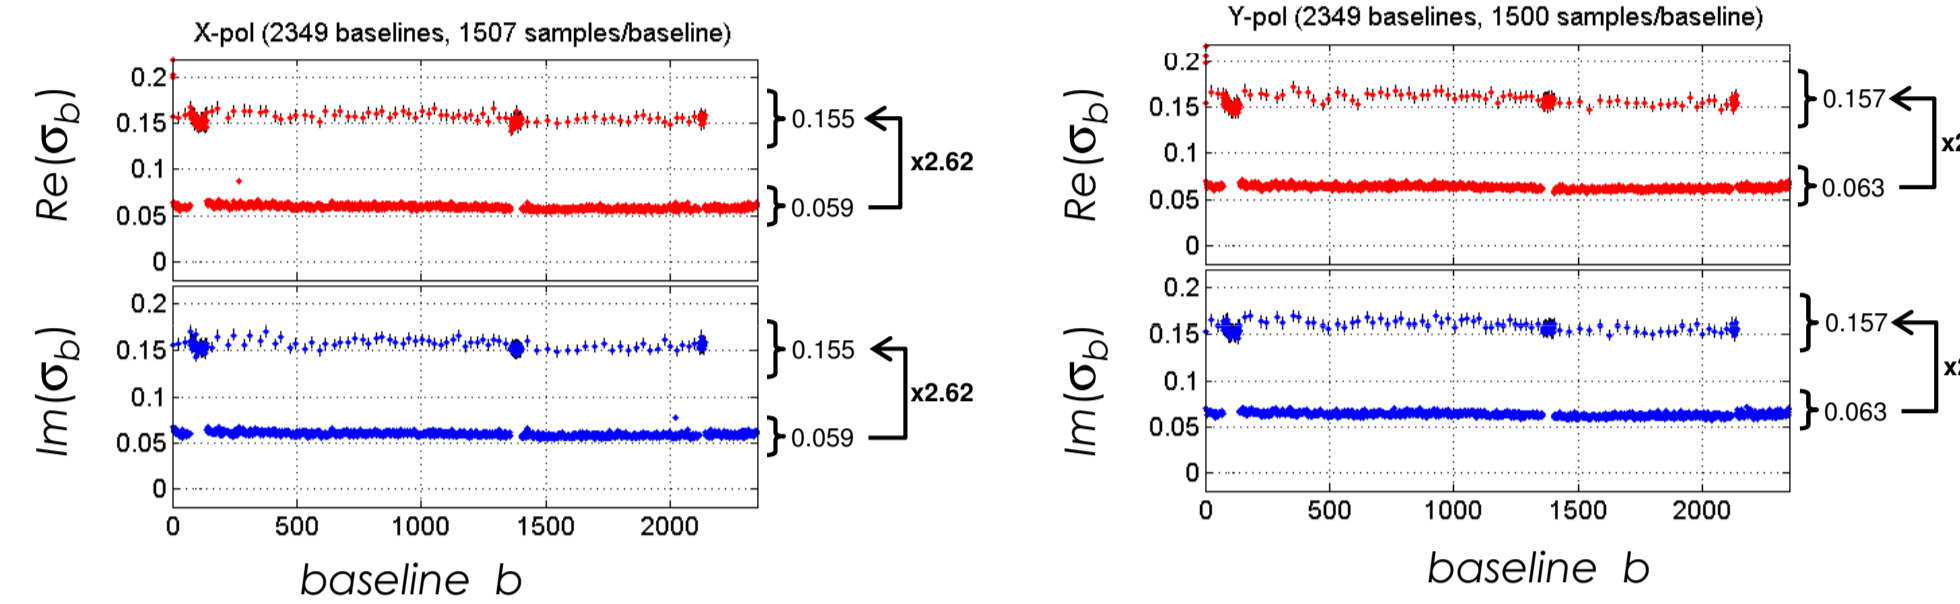 X-pol (2349 baselines, 1507 samples/baseline)
Re(σb)
0.2
0.15
0.1
0.05
0
0.155
x2.62
0.059
Im(σb)
0.2
0.15
0.1
0.05
0
0.155
x2.62
0.059
0 500 1000 1500 2000
baseline b
Y-pol (2349 baselines, 1500 samples/baseline)
Re(σb)
0.2
0.15
0.1
0.05
0
0.157
0.063
Im(σb)
0.2
0.15
0.1
0.05
0
0.157
0.063
0 500 1000 1500 2000
baseline b